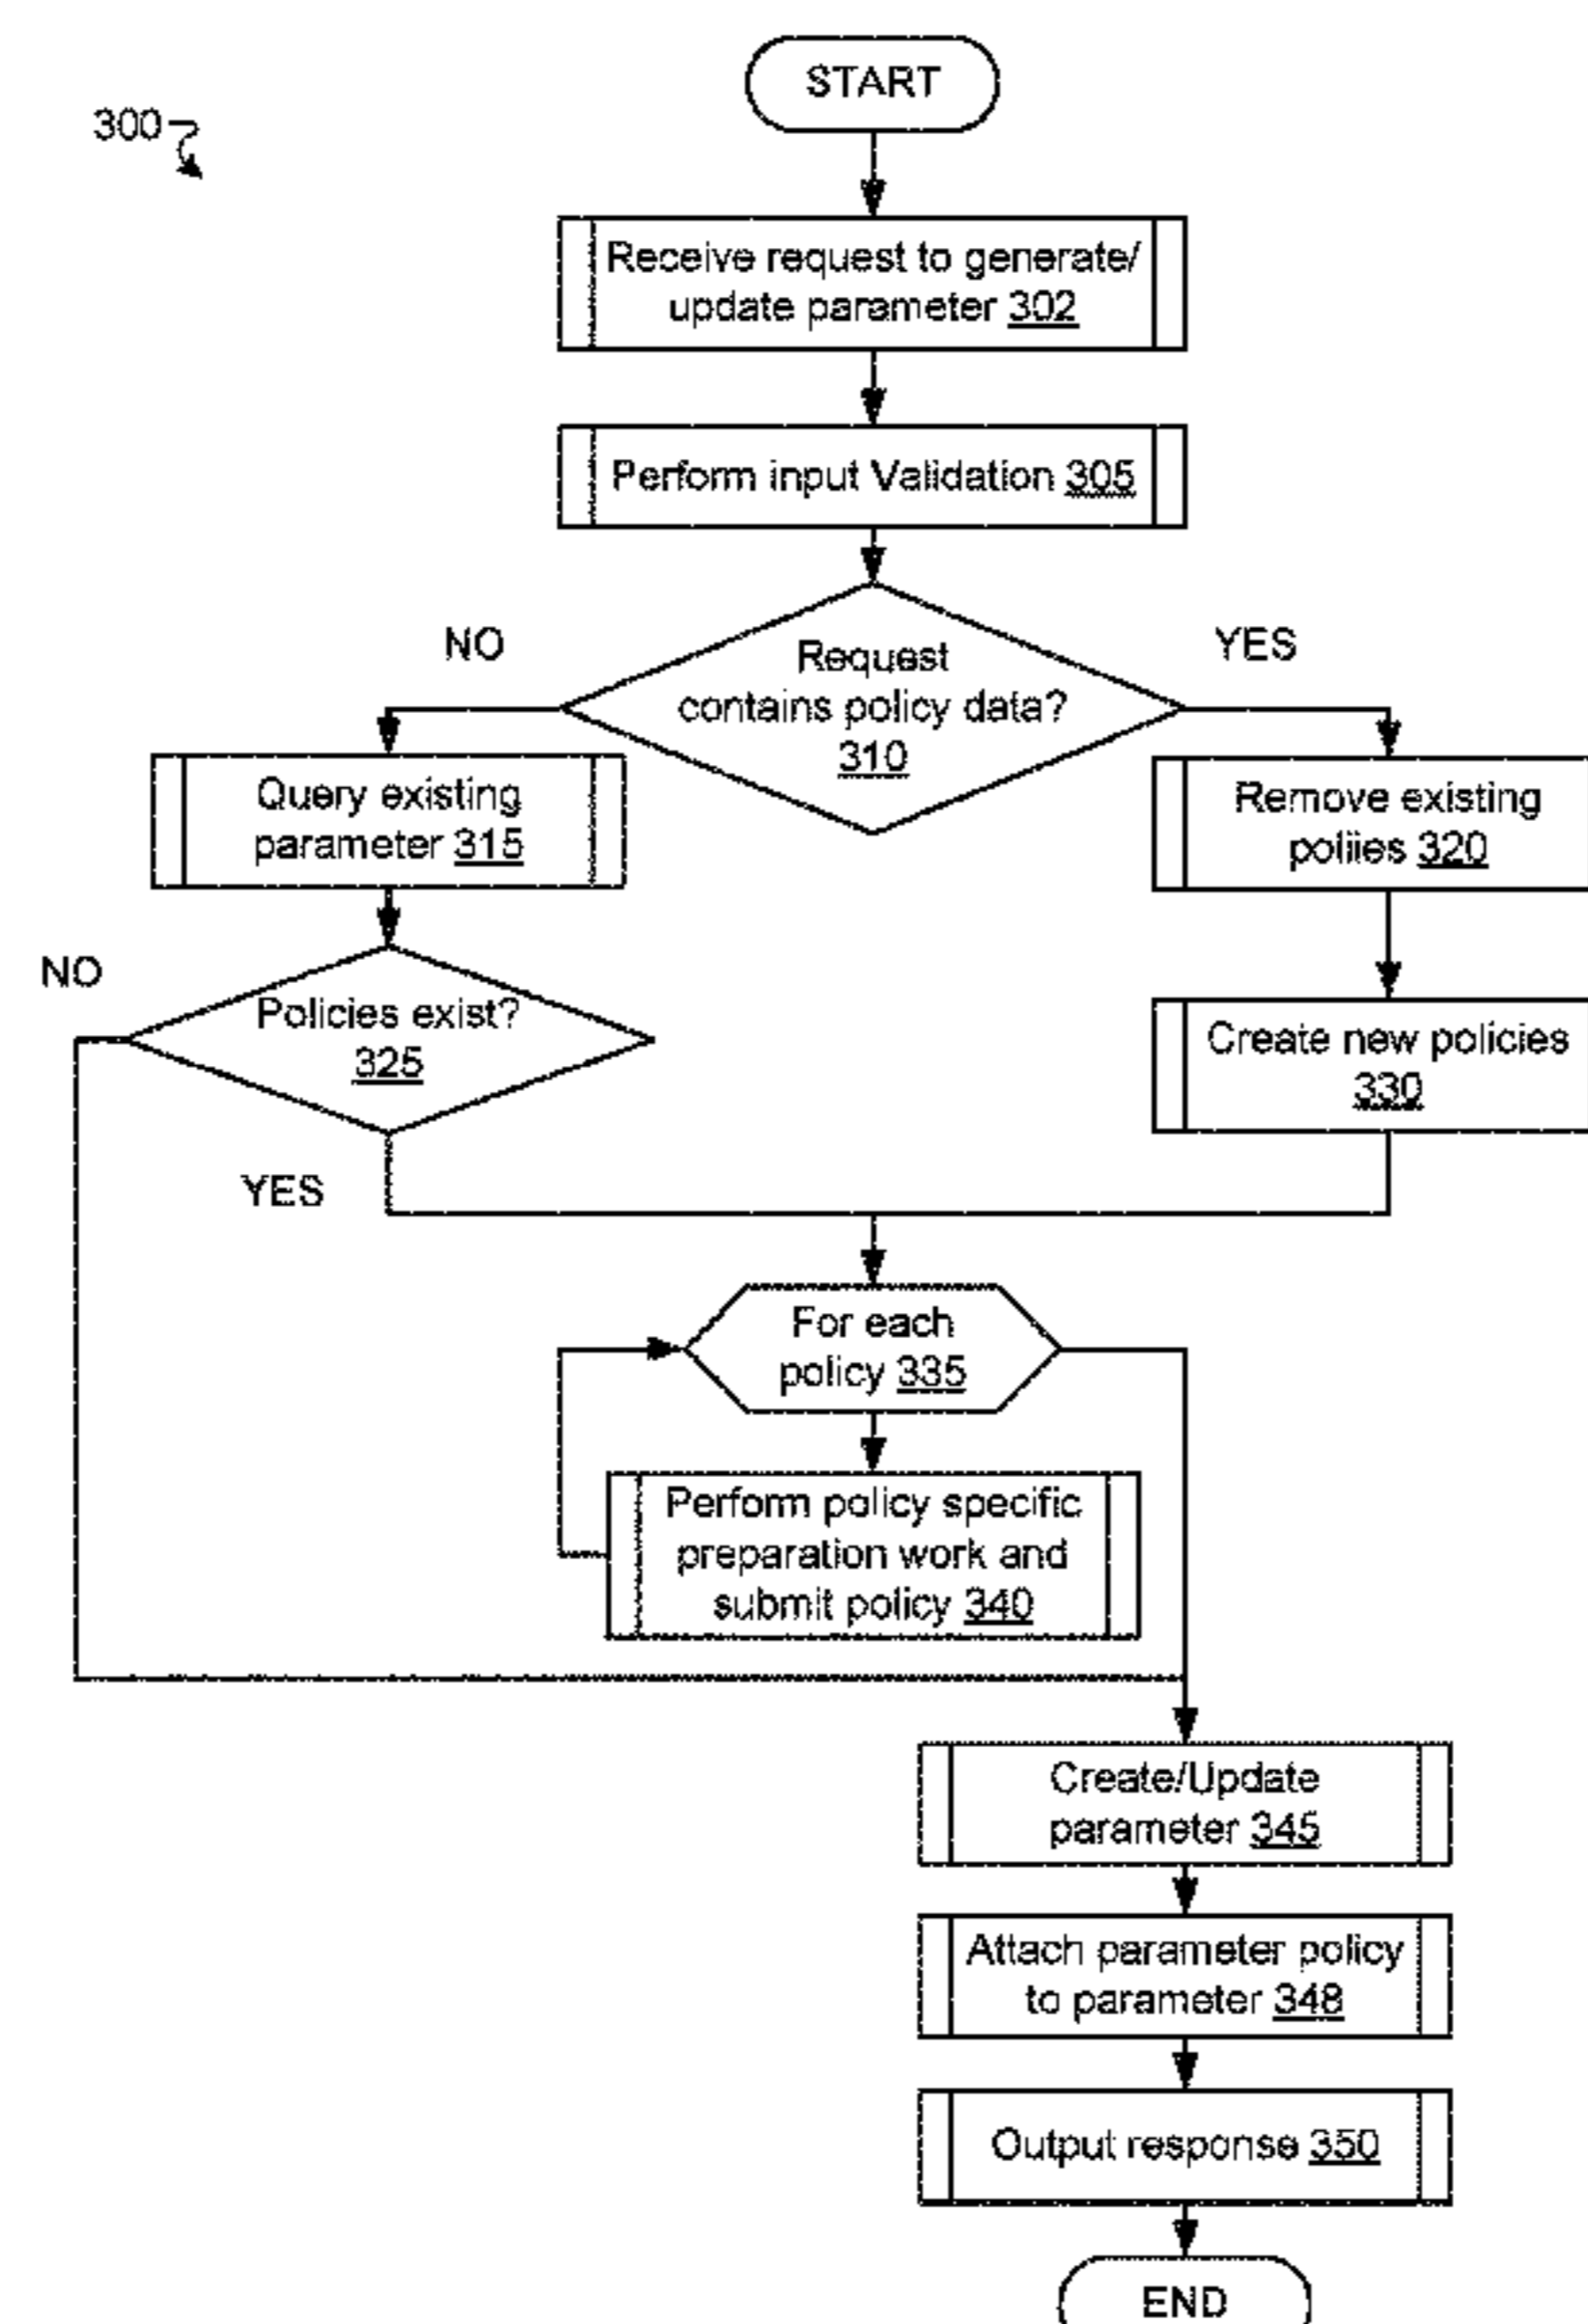 START
300
Receive request to generate/
update parameter 302
Perform input Validation 305
NO
YES
Request
contains policy data?
310
Query existing
parameter 315
Remove existing
poliies 320
NO
Policies exist?
325
Create new policies
330
YES
For each
policy 335
Perform policy specific
preparation work and
submit policy 340
Create/Update
parameter 345
Attach parameter policy
to parameter 348
Output response 350
END